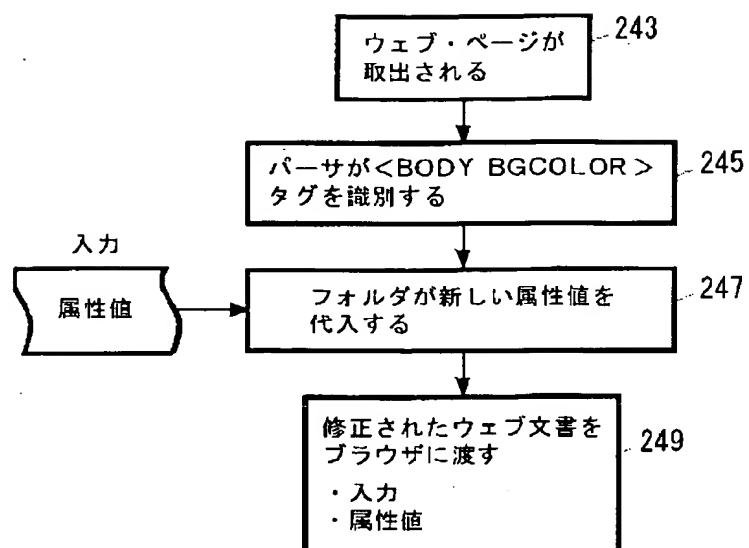 ウェブ・ページが
取出される
243
パーサが<BODY BGCOLOR>
タグを識別する
245
入力
属性値
フォルダが新しい属性値を
代入する
247
修正されたウェブ文書を
ブラウザに渡す
・入力
・属性値
249